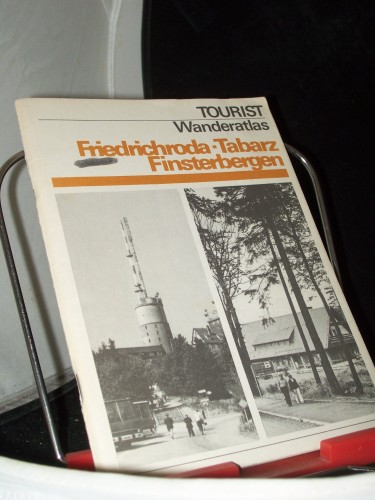 TOURIST
Wanderatlas
Friedrichroda • Tabarz
Finsterbergen